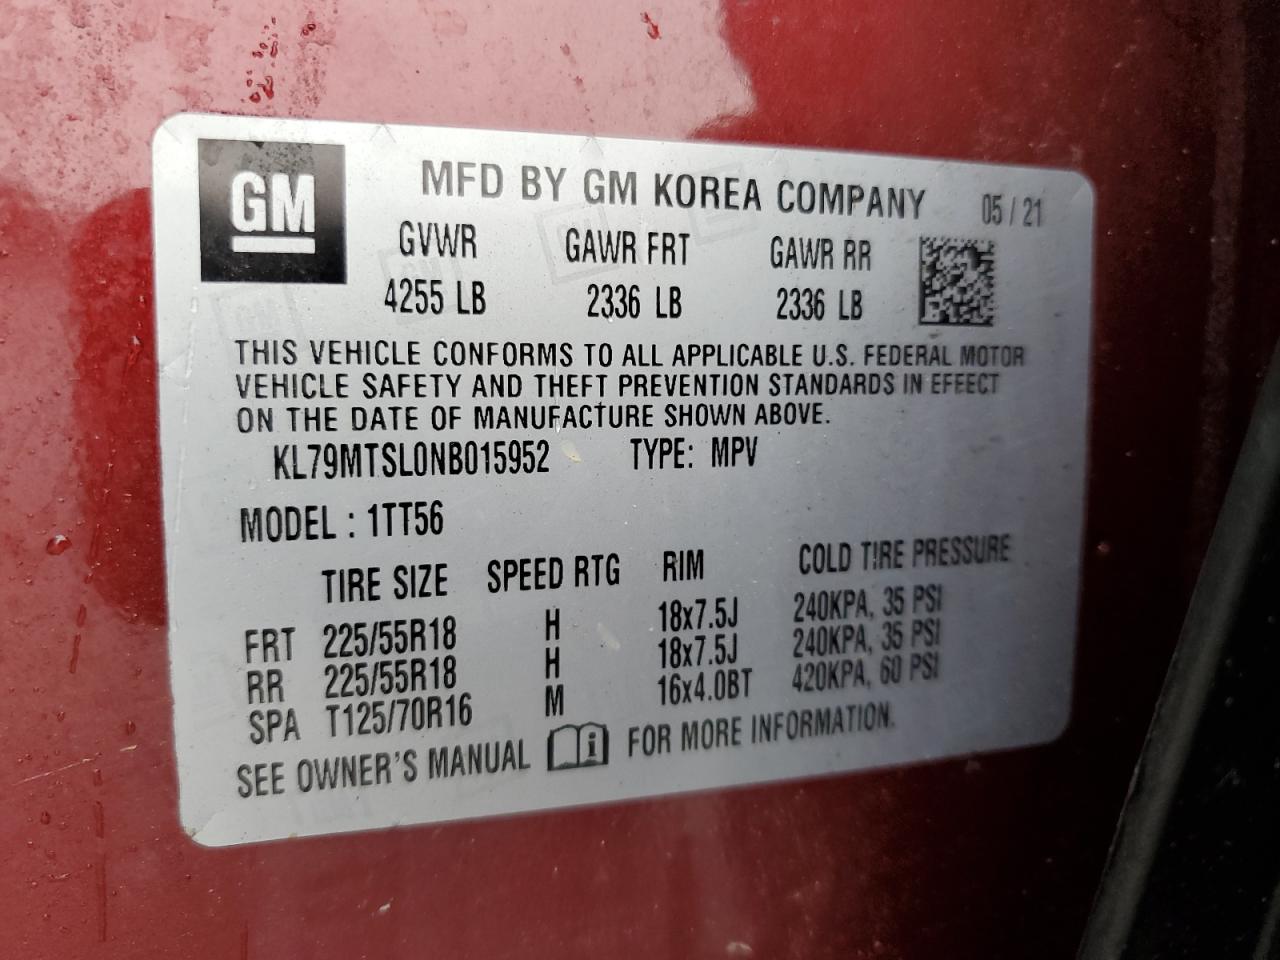 GM
MFD BY GM KOREA COMPANY 05/21
GVWR GAWR FRT GAWR RR
4255 LB 2336 LB 2336 LB
THIS VEHICLE CONFORMS TO ALL APPLICABLE U.S. FEDERAL MOTOR
VEHICLE SAFETY AND THEFT PREVENTION STANDARDS IN EFFECT
ON THE DATE OF MANUFACTURE SHOWN ABOVE.
KL79MTSL0NB015952 TYPE: MPV
MODEL : 1TT56
TIRE SIZE SPEED RTG RIM COLD TIRE PRESSURE
FRT 225/55R18 H 18x7.5J 240KPA, 35 PSI
RR 225/55R18 H 18x7.5J 240KPA, 35 PSI
SPA T125/70R16 M 16x4.0BT 420KPA, 60 PSI
SEE OWNER'S MANUAL i FOR MORE INFORMATION.